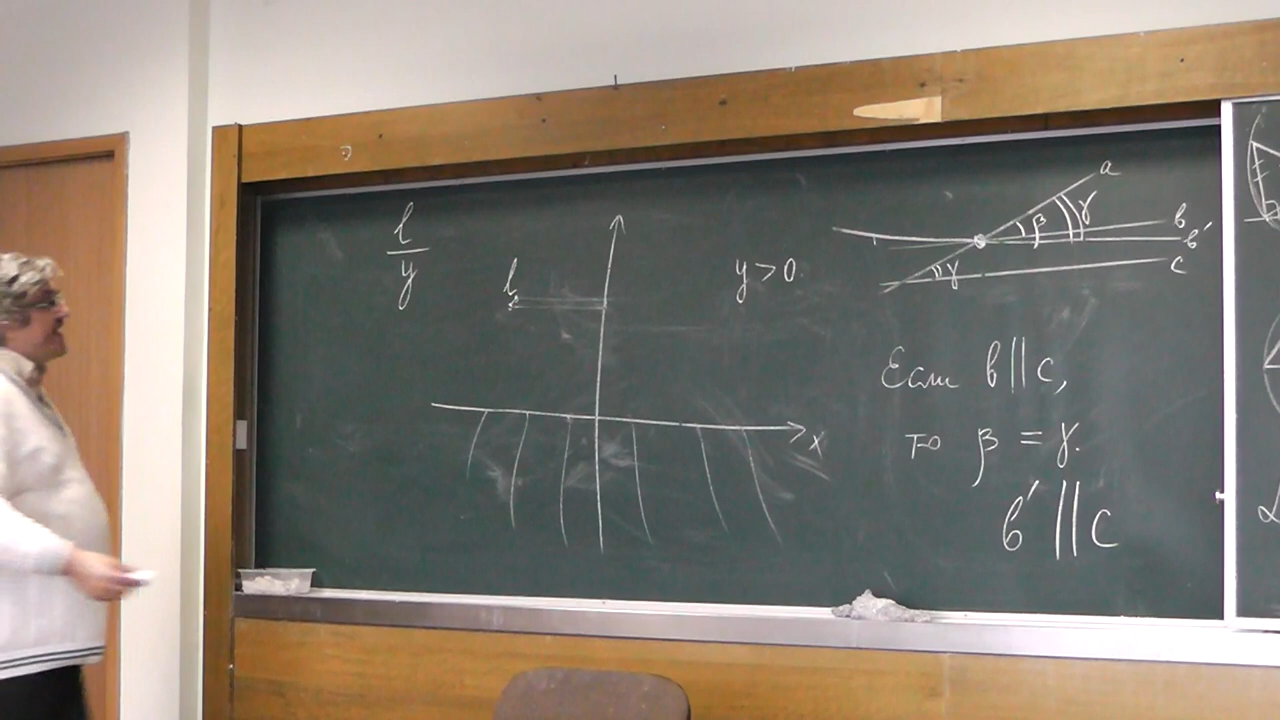 l
y
l
y > 0
x
a
β
γ
b
b'
c
γ
Если b || c,
то β = γ.
b' || c
α